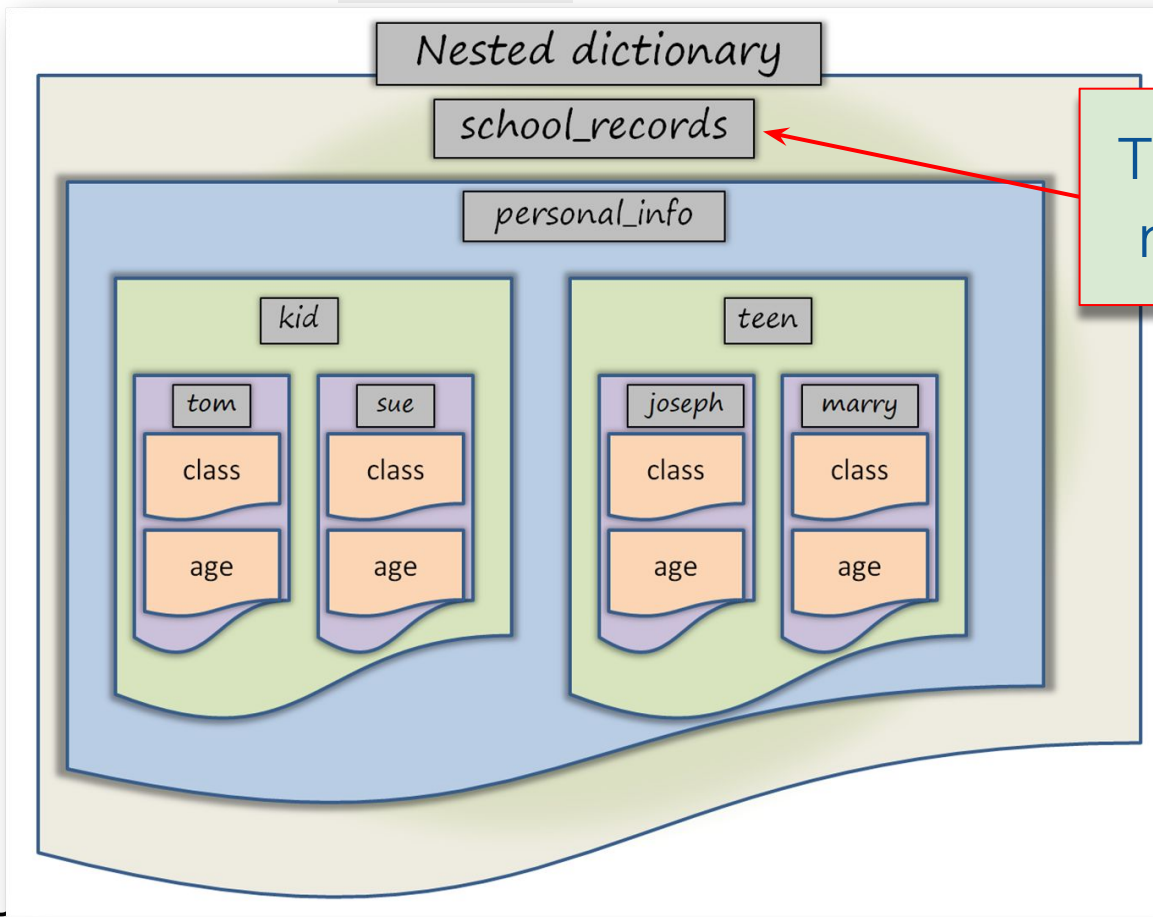 Nested dictionary
school_records
personal_info
kid
teen
tom
sue
joseph
marry
class
class
class
class
age
age
age
age